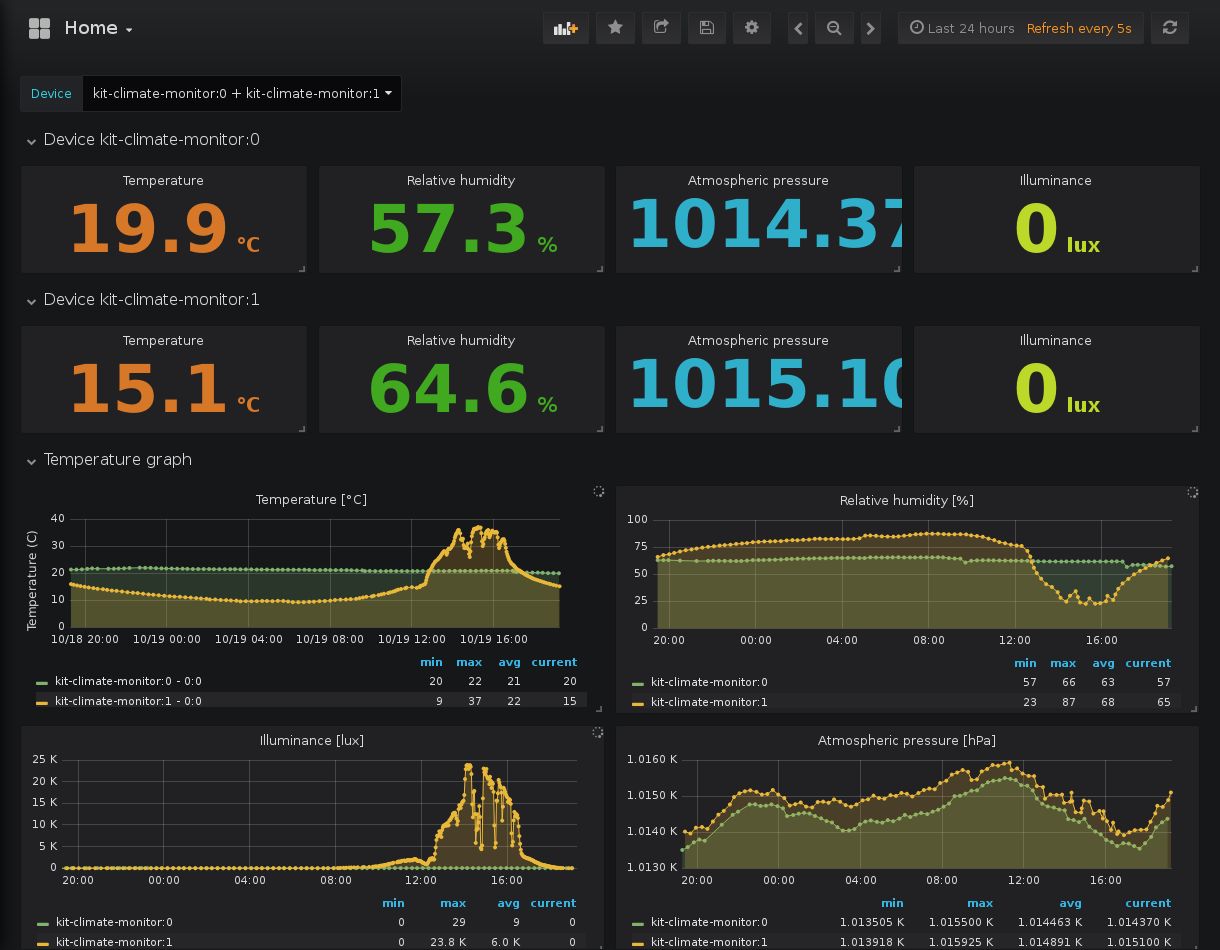 Home
Last 24 hours Refresh every 5s
Device kit-climate-monitor:0 + kit-climate-monitor:1
Device kit-climate-monitor:0
Temperature Relative humidity Atmospheric pressure Illuminance
19.9 °C 57.3 % 1014.37 0 lux
Device kit-climate-monitor:1
Temperature Relative humidity Atmospheric pressure Illuminance
15.1 °C 64.6 % 1015.10 0 lux
Temperature graph
Temperature [°C]
Temperature (C)
40
30
20
10
0
10/18 20:00 10/19 00:00 10/19 04:00 10/19 08:00 10/19 12:00 10/19 16:00
min max avg current
kit-climate-monitor:0 - 0:0 20 22 21 20
kit-climate-monitor:1 - 0:0 9 37 22 15
Relative humidity [%]
100
75
50
25
0
20:00 00:00 04:00 08:00 12:00 16:00
min max avg current
kit-climate-monitor:0 57 66 63 57
kit-climate-monitor:1 23 87 68 65
Illuminance [lux]
25 K
20 K
15 K
10 K
5 K
0
20:00 00:00 04:00 08:00 12:00 16:00
min max avg current
kit-climate-monitor:0 0 29 9 0
kit-climate-monitor:1 0 23.8 K 6.0 K 0
Atmospheric pressure [hPa]
1.0160 K
1.0150 K
1.0140 K
1.0130 K
20:00 00:00 04:00 08:00 12:00 16:00
min max avg current
kit-climate-monitor:0 1.013505 K 1.015500 K 1.014463 K 1.014370 K
kit-climate-monitor:1 1.013918 K 1.015925 K 1.014891 K 1.015100 K